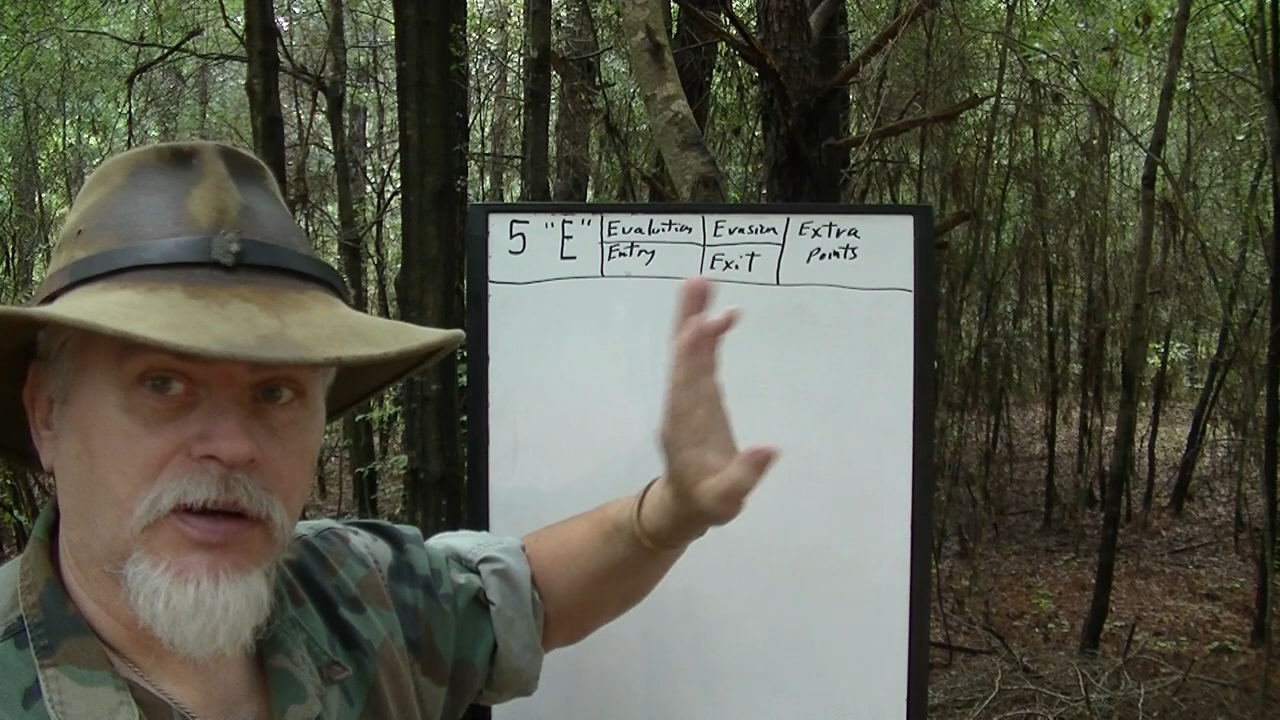 5 "E"
Evaluation
Entry
Evasion
Exit
Extra
Points